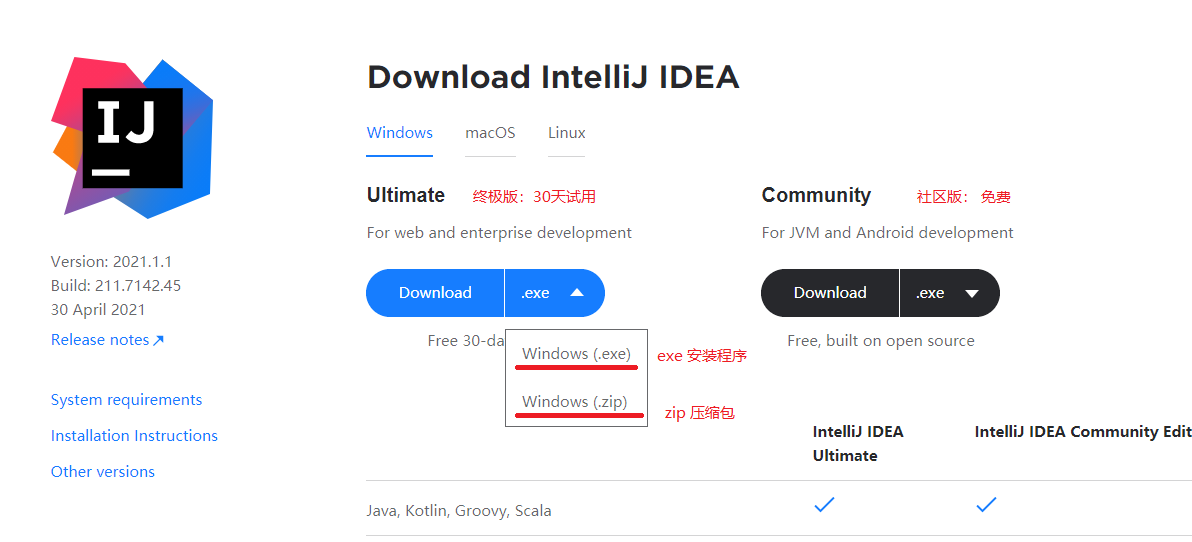 IJ
Download IntelliJ IDEA
Windows macOS Linux
Ultimate 终极版：30天试用
For web and enterprise development
Download .exe
Free 30-da
Windows (.exe) exe 安装程序
Windows (.zip) zip 压缩包
Community 社区版： 免费
For JVM and Android development
Download .exe
Free, built on open source
Version: 2021.1.1
Build: 211.7142.45
30 April 2021
Release notes↗
System requirements
Installation Instructions
Other versions
IntelliJ IDEA
Ultimate
IntelliJ IDEA Community Edit
Java, Kotlin, Groovy, Scala